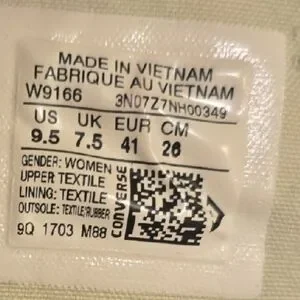 MADE IN VIETNAM
FABRIQUE AU VIETNAM
W9166 3N07Z7NH00349
US UK EUR CM
9.5 7.5 41 26
GENDER: WOMEN
UPPER TEXTILE
LINING: TEXTILE
OUTSOLE: TEXTILE/RUBBER
9Q 1703 M88
CONVERSE